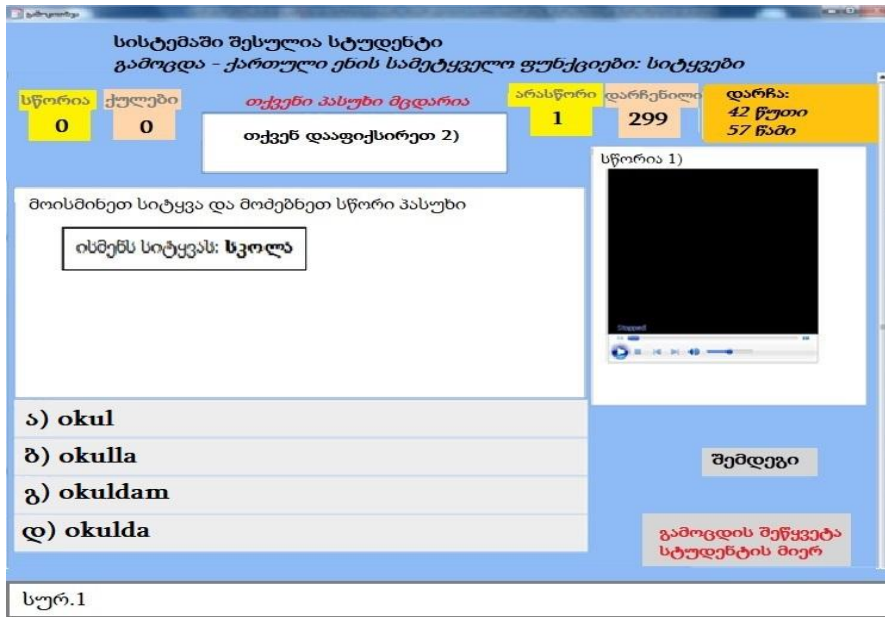 გამოცდები
სისტემაში შესულია სტუდენტი
გამოცდა - ქართული ენის სამეტყველო ფუნქციები: სიტყვები
სწორია ქულები თქვენი პასუხი მცდარია არასწორი დარჩენილი დარჩა:
0 0 თქვენ დააფიქსირეთ 2) 1 299 42 წუთი
57 წამი
სწორია 1)
მოისმინეთ სიტყვა და მოძებნეთ სწორი პასუხი
ისმენს სიტყვას: სკოლა
Stopped
ა) okul
ბ) okulla
გ) okuldam
დ) okulda
შემდეგი
გამოცდის შეწყვეტა
სტუდენტის მიერ
სურ.1